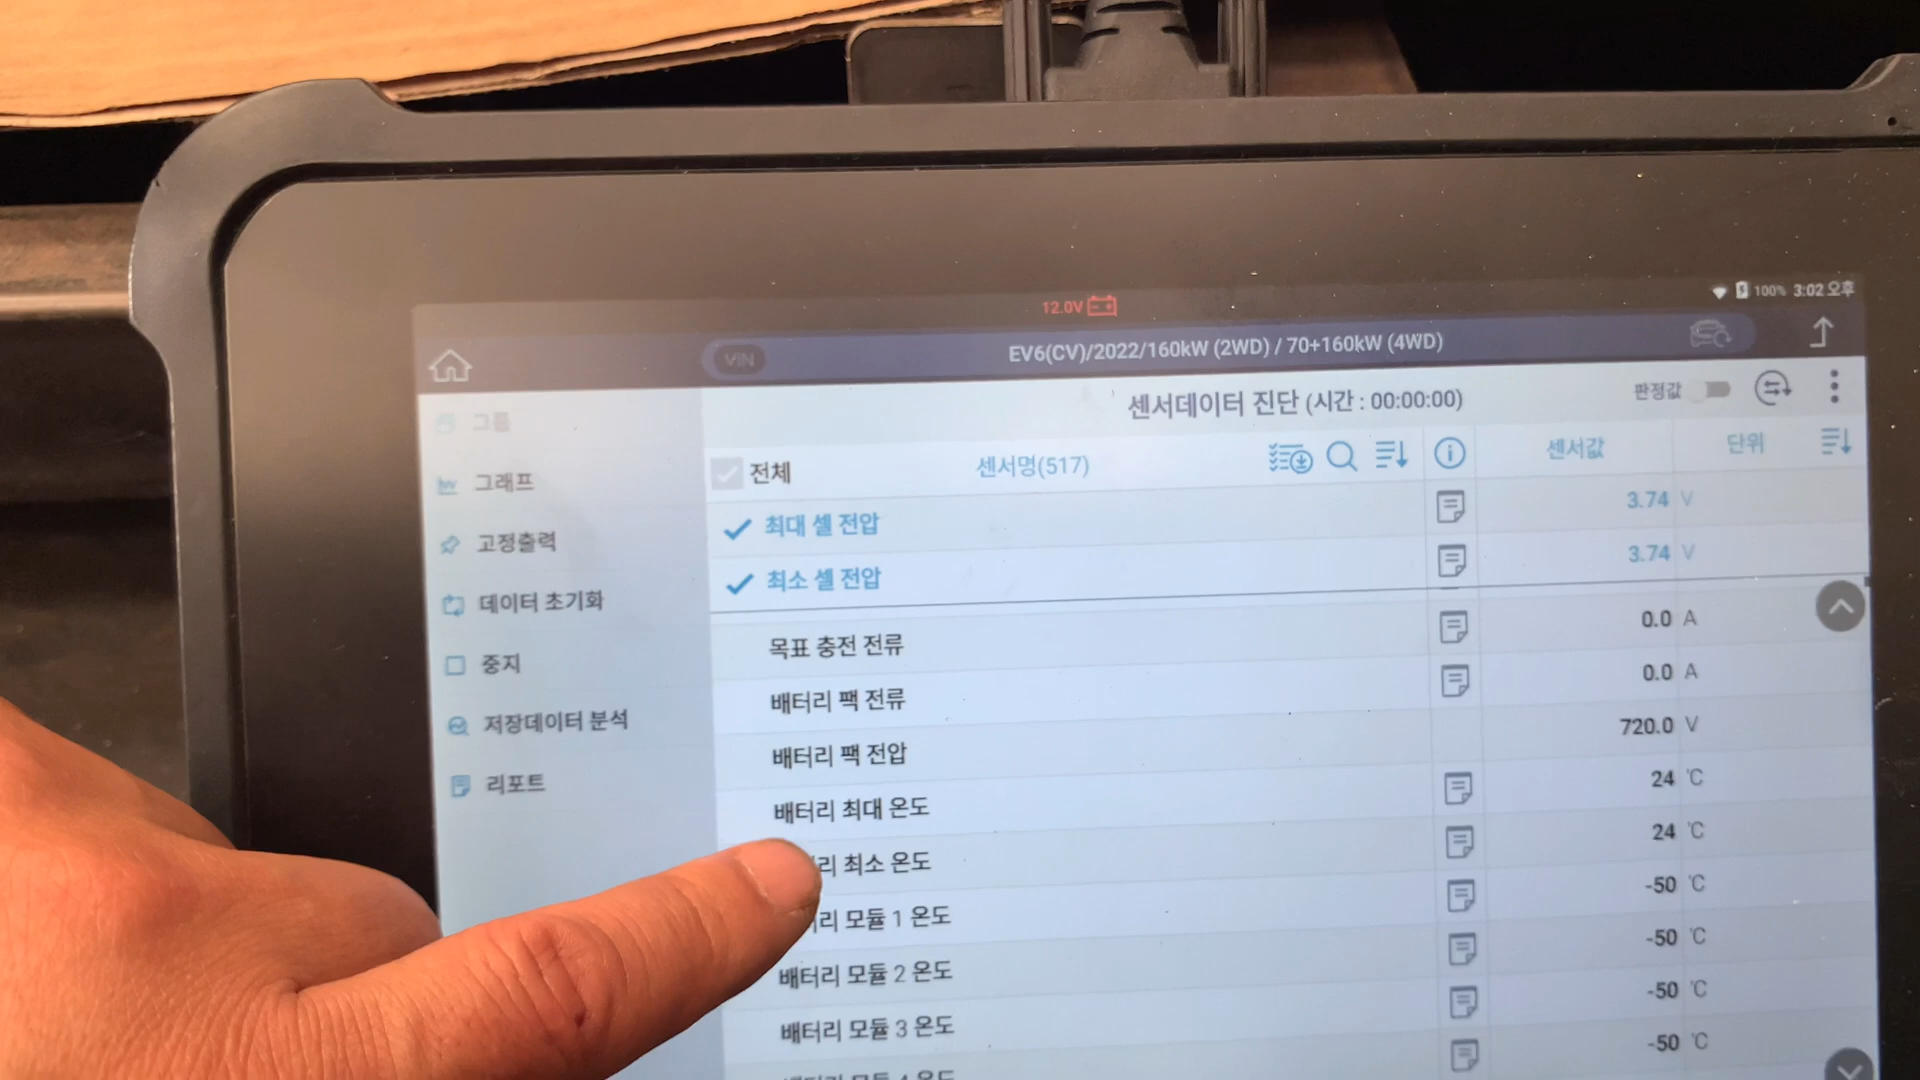 12.0V
100% 3:02 오후
VIN
EV6(CV)/2022/160kW (2WD) / 70+160kW (4WD)
센서데이터 진단 (시간 : 00:00:00)
판정값
그룹
그래프
고정출력
데이터 초기화
중지
저장데이터 분석
리포트
전체 센서명(517) 센서값 단위
최대 셀 전압 3.74 V
최소 셀 전압 3.74 V
목표 충전 전류 0.0 A
배터리 팩 전류 0.0 A
배터리 팩 전압 720.0 V
배터리 최대 온도 24 ℃
리 최소 온도 24 ℃
리 모듈 1 온도 -50 ℃
배터리 모듈 2 온도 -50 ℃
배터리 모듈 3 온도 -50 ℃
-50 ℃